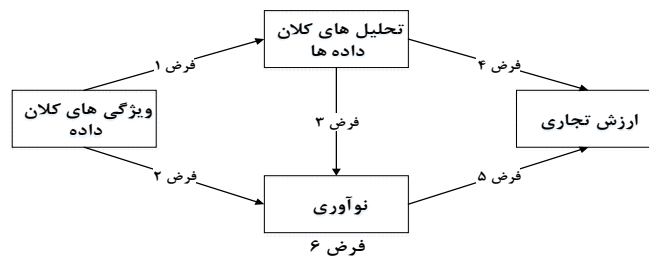 تحلیل های کلان
داده ها
فرض ۱
فرض ۴
ویژگی های کلان
داده
فرض ۳
ارزش تجاری
فرض ۲
فرض ۵
نوآوری
فرض ۶